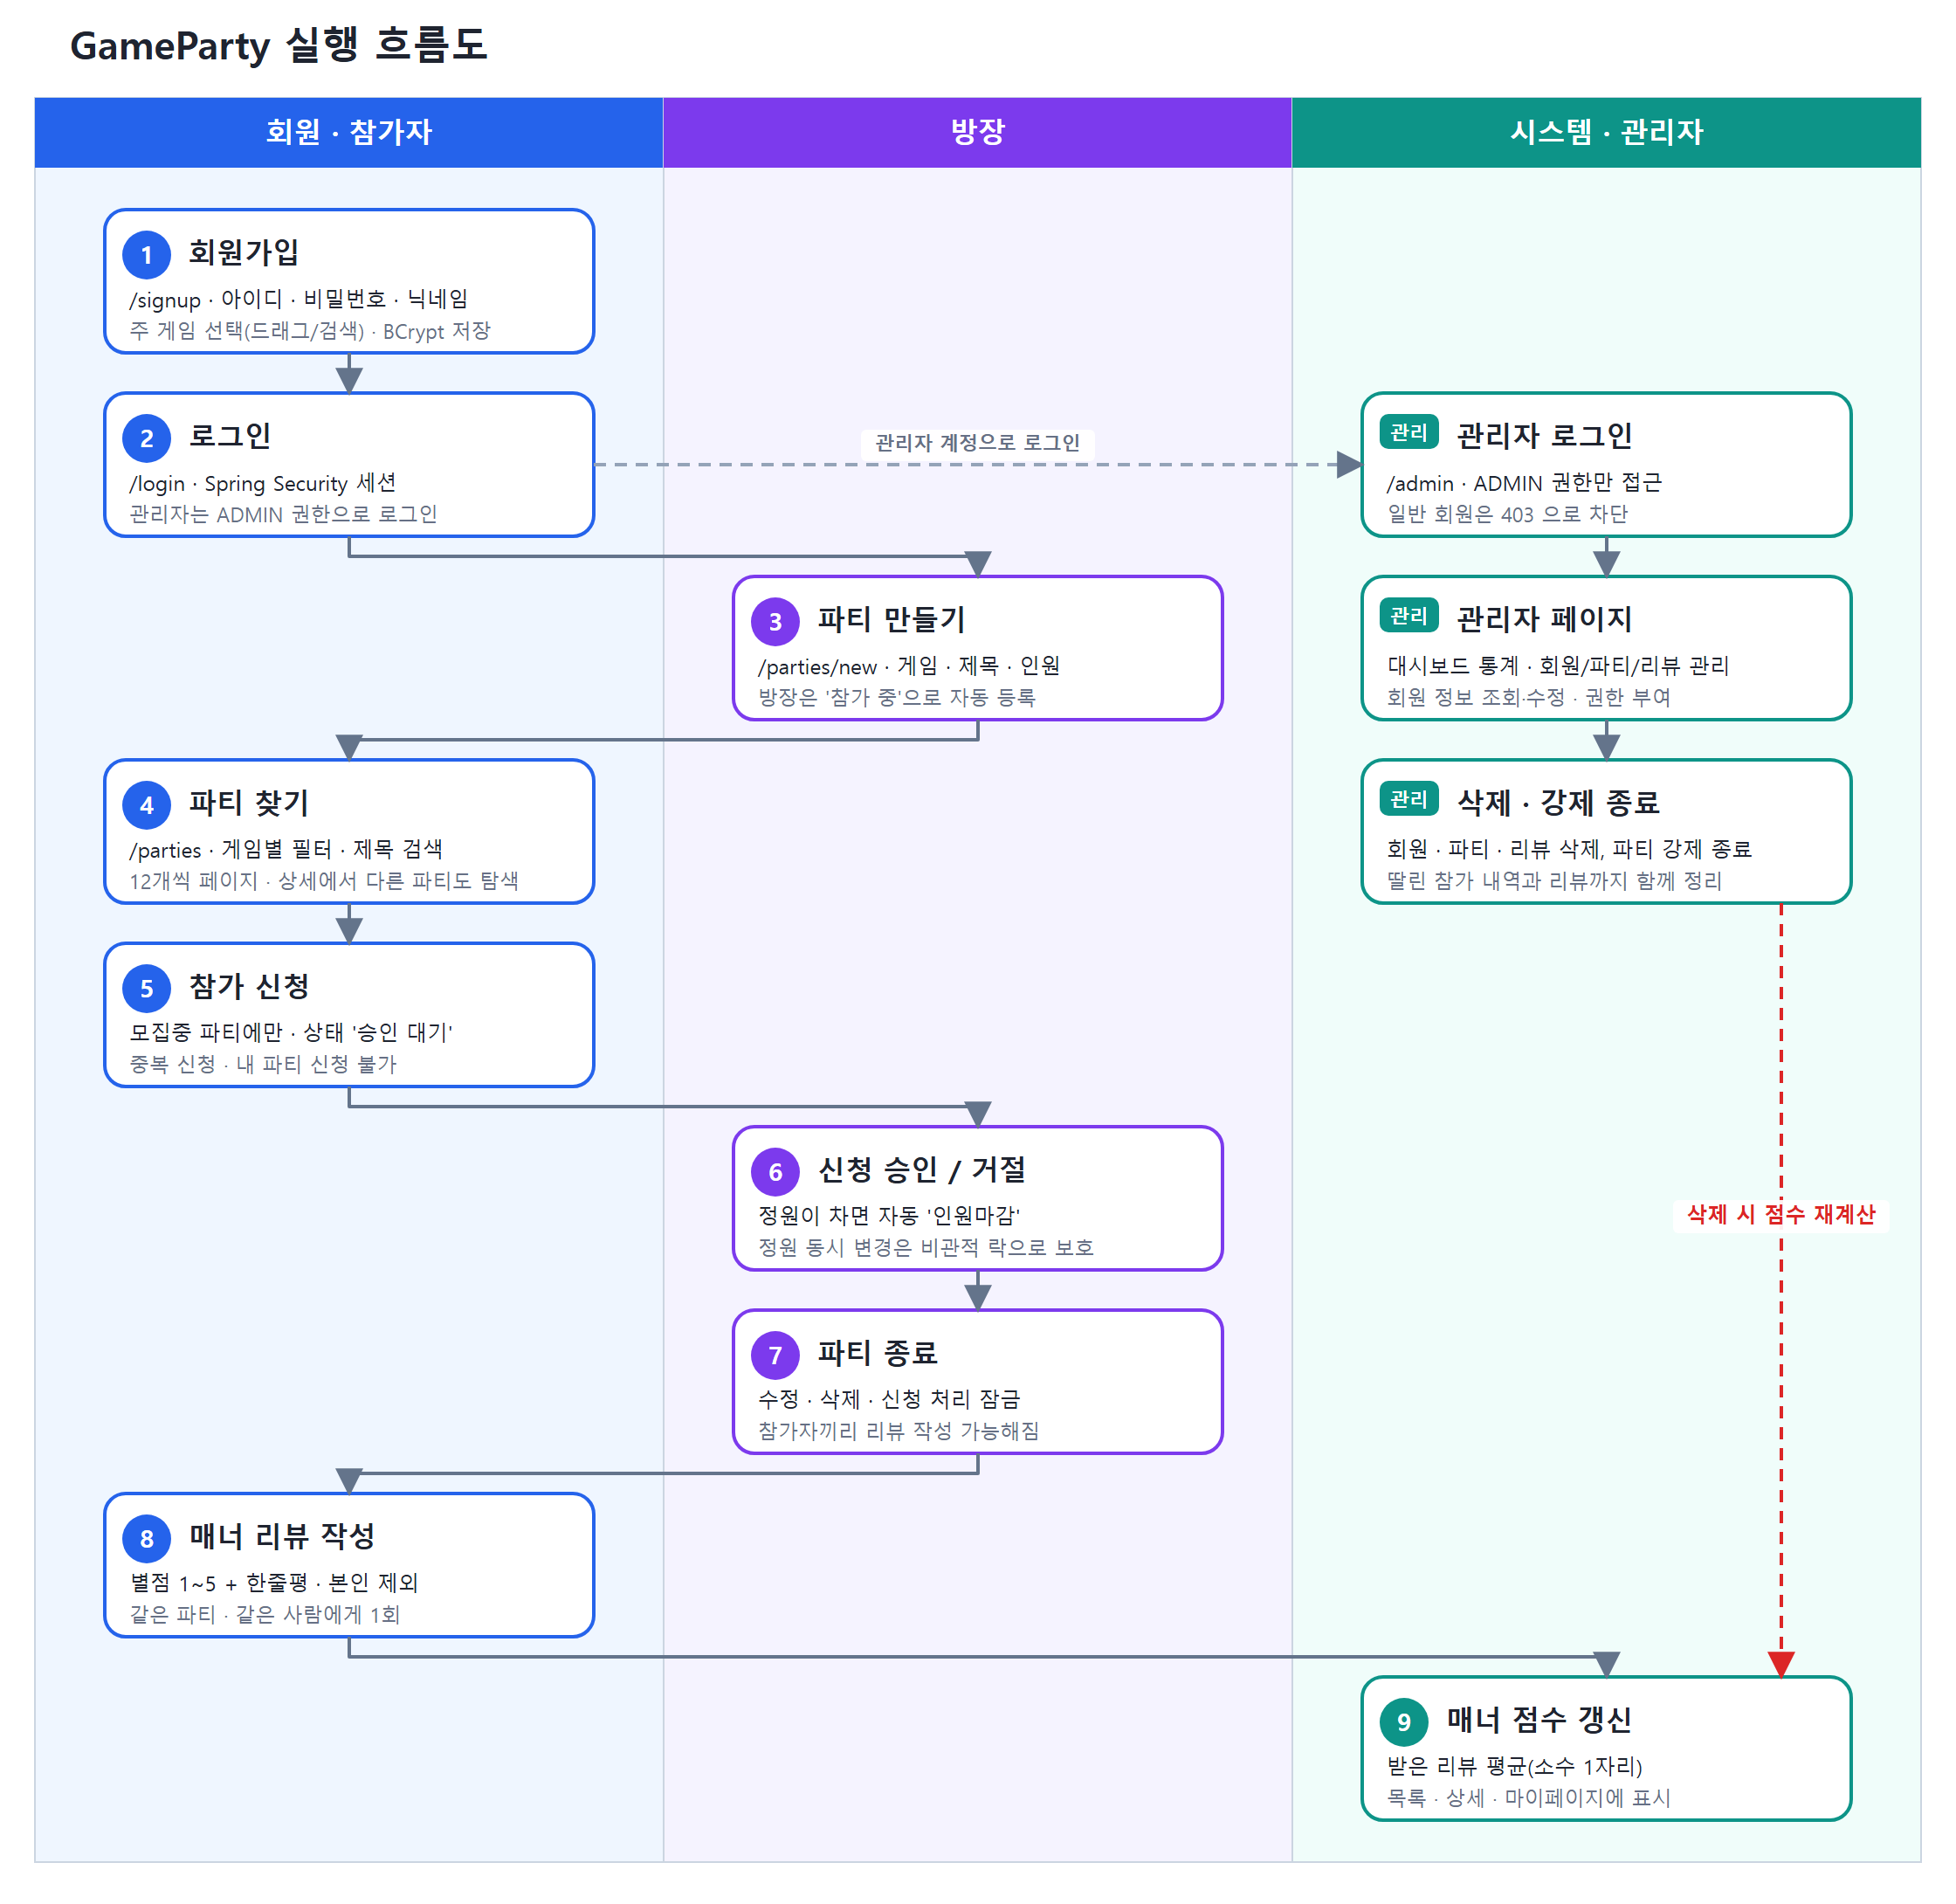 GameParty 실행 흐름도
회원 · 참가자
방장
시스템 · 관리자
1 회원가입
/signup · 아이디 · 비밀번호 · 닉네임
주 게임 선택(드래그/검색) · BCrypt 저장
2 로그인
/login · Spring Security 세션
관리자는 ADMIN 권한으로 로그인
관리자 계정으로 로그인
관리 관리자 로그인
/admin · ADMIN 권한만 접근
일반 회원은 403 으로 차단
3 파티 만들기
/parties/new · 게임 · 제목 · 인원
방장은 '참가 중'으로 자동 등록
관리 관리자 페이지
대시보드 통계 · 회원/파티/리뷰 관리
회원 정보 조회·수정 · 권한 부여
4 파티 찾기
/parties · 게임별 필터 · 제목 검색
12개씩 페이지 · 상세에서 다른 파티도 탐색
관리 삭제 · 강제 종료
회원 · 파티 · 리뷰 삭제, 파티 강제 종료
딸린 참가 내역과 리뷰까지 함께 정리
5 참가 신청
모집중 파티에만 · 상태 '승인 대기'
중복 신청 · 내 파티 신청 불가
6 신청 승인 / 거절
정원이 차면 자동 '인원마감'
정원 동시 변경은 비관적 락으로 보호
삭제 시 점수 재계산
7 파티 종료
수정 · 삭제 · 신청 처리 잠금
참가자끼리 리뷰 작성 가능해짐
8 매너 리뷰 작성
별점 1~5 + 한줄평 · 본인 제외
같은 파티 · 같은 사람에게 1회
9 매너 점수 갱신
받은 리뷰 평균(소수 1자리)
목록 · 상세 · 마이페이지에 표시